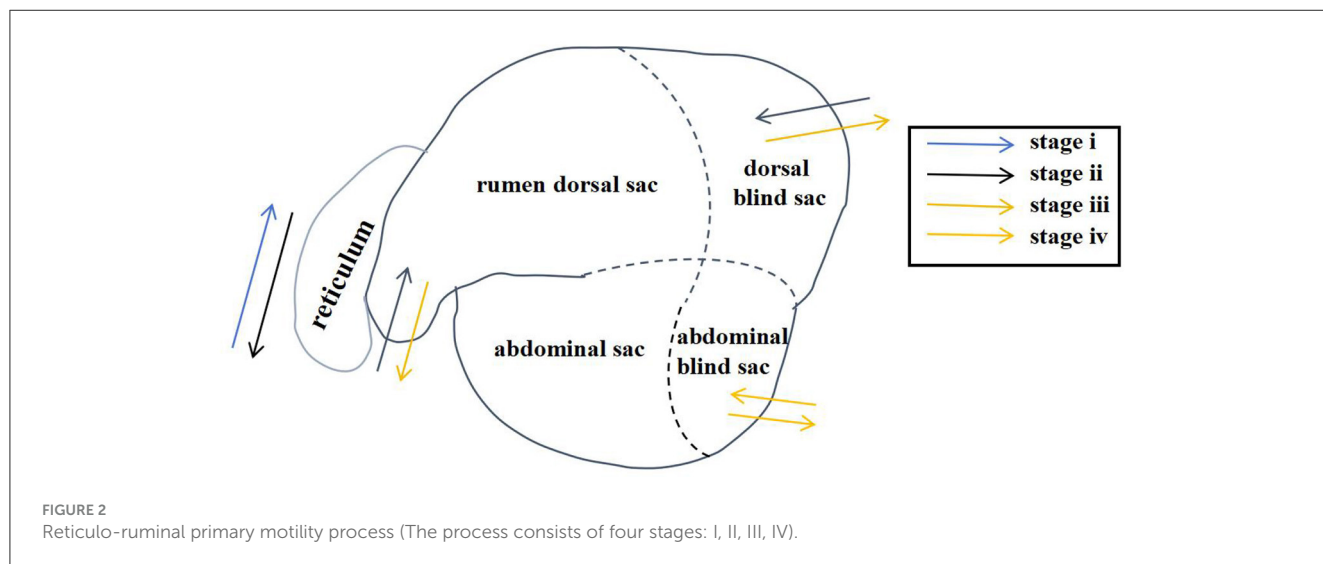 rumen dorsal sac
dorsal
blind sac
reticulum
abdominal sac
abdominal
blind sac
stage i
stage ii
stage iii
stage iv
FIGURE 2
Reticulo-ruminal primary motility process (The process consists of four stages: I, II, III, IV).